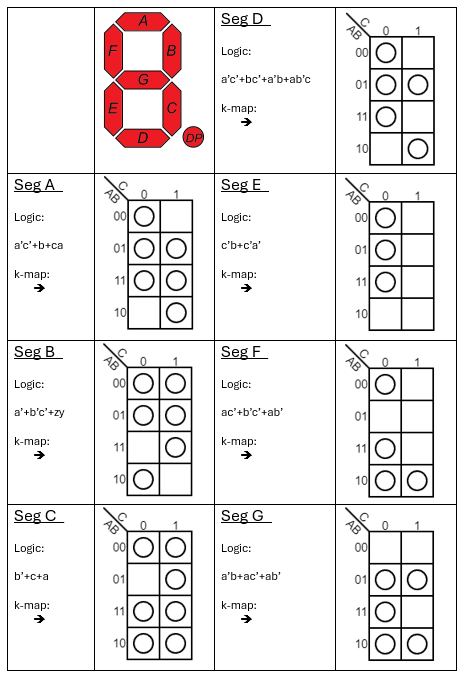 A
F
B
G
E
C
D
DP
Seg D
Logic:
a'c'+bc'+a'b+ab'c
k-map:
➔
C
AB
0 1
00
01
11
10
Seg A
Logic:
a'c'+b+ca
k-map:
➔
C
AB
0 1
00
01
11
10
Seg E
Logic:
c'b+c'a'
k-map:
➔
C
AB
0 1
00
01
11
10
Seg B
Logic:
a'+b'c'+zy
k-map:
➔
C
AB
0 1
00
01
11
10
Seg F
Logic:
ac'+b'c'+ab'
k-map:
➔
C
AB
0 1
00
01
11
10
Seg C
Logic:
b'+c+a
k-map:
➔
C
AB
0 1
00
01
11
10
Seg G
Logic:
a'b+ac'+ab'
k-map:
➔
C
AB
0 1
00
01
11
10